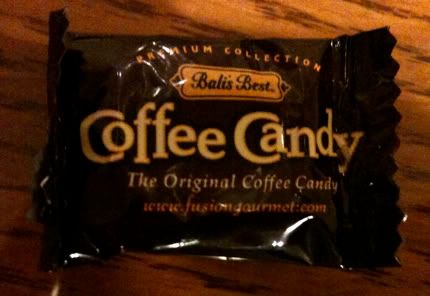 PREMIUM COLLECTION
Bali's Best
Coffee Candy
The Original Coffee Candy
www.fusiongourmet.com